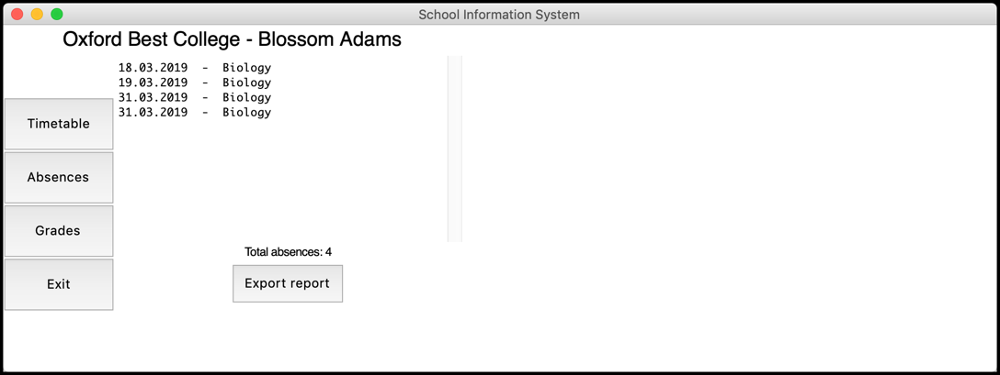 School Information System
Oxford Best College - Blossom Adams
18.03.2019 - Biology
19.03.2019 - Biology
31.03.2019 - Biology
31.03.2019 - Biology
Timetable
Absences
Grades
Exit
Total absences: 4
Export report